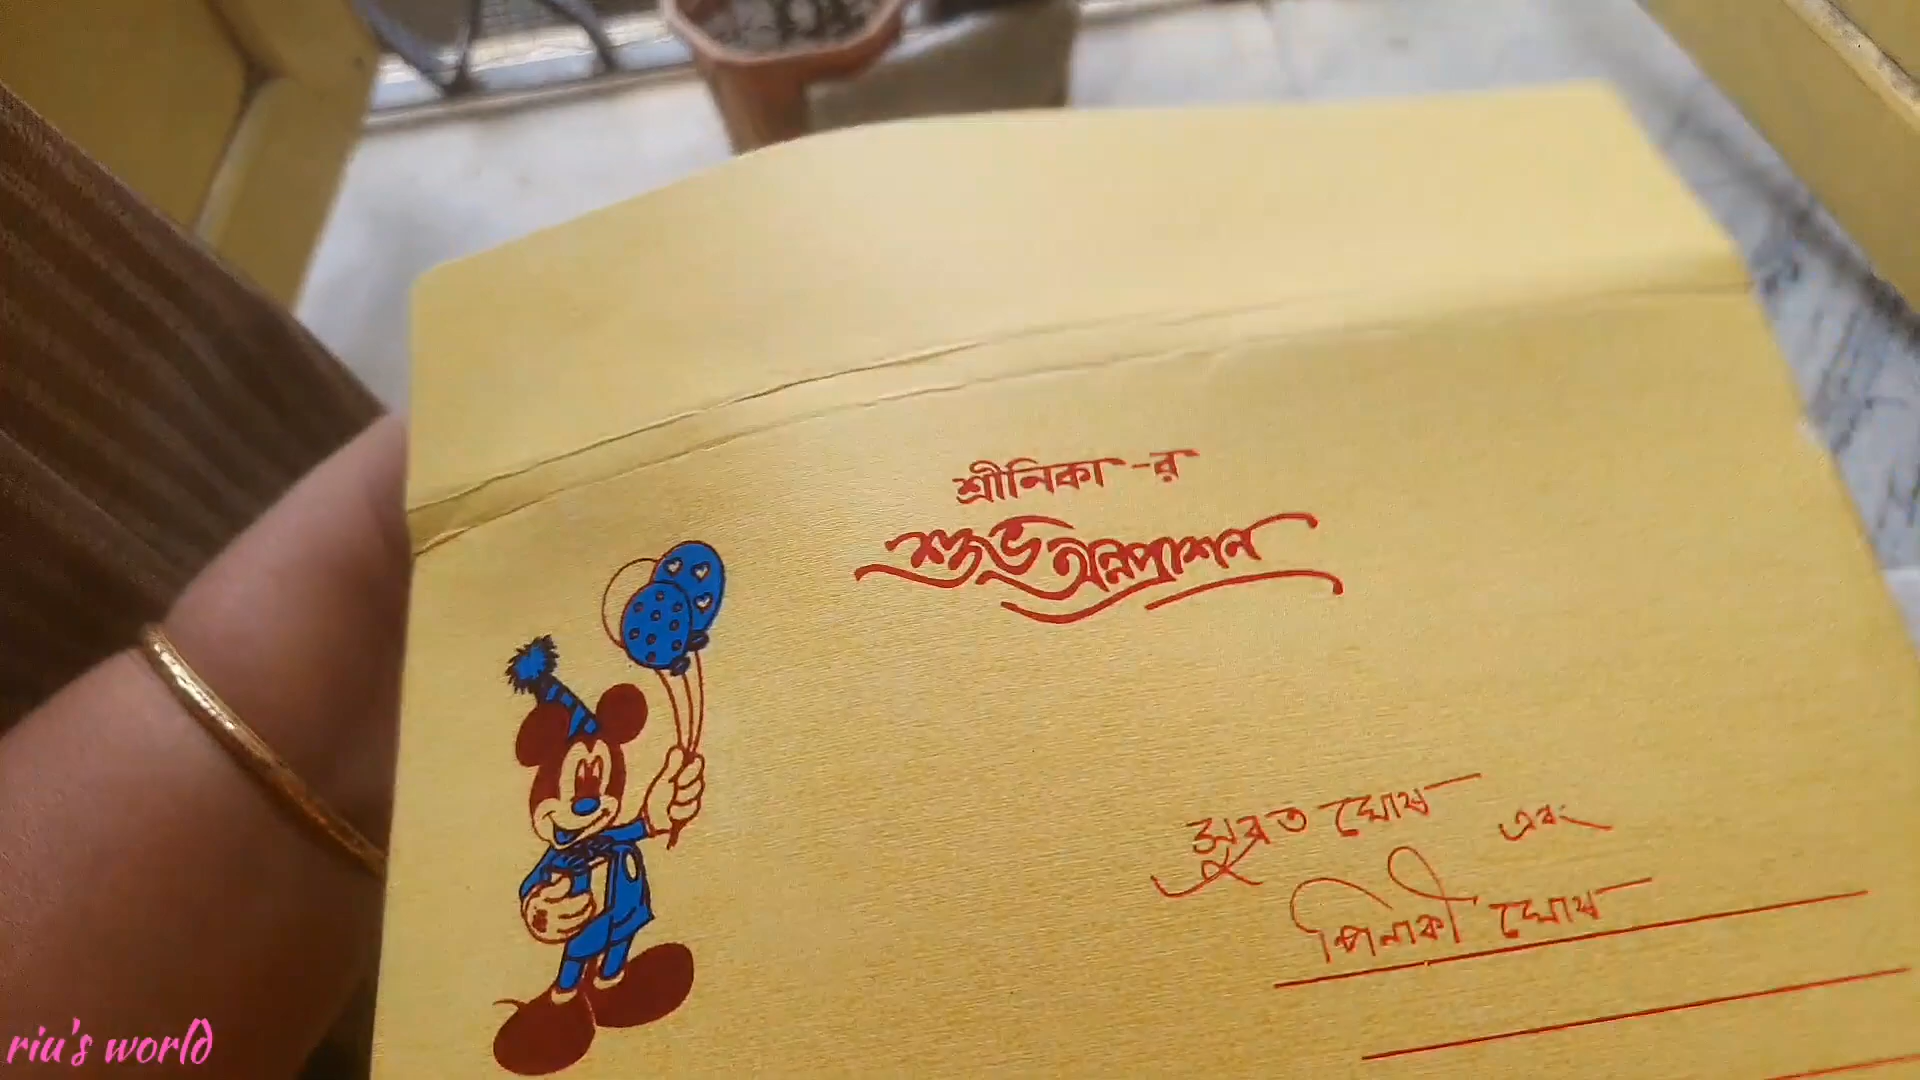 শ্রীনিকা -র
শুভ অন্নপ্রাশন
সুব্রত ঘোষ এবং
পিনাকী ঘোষ
riu's world